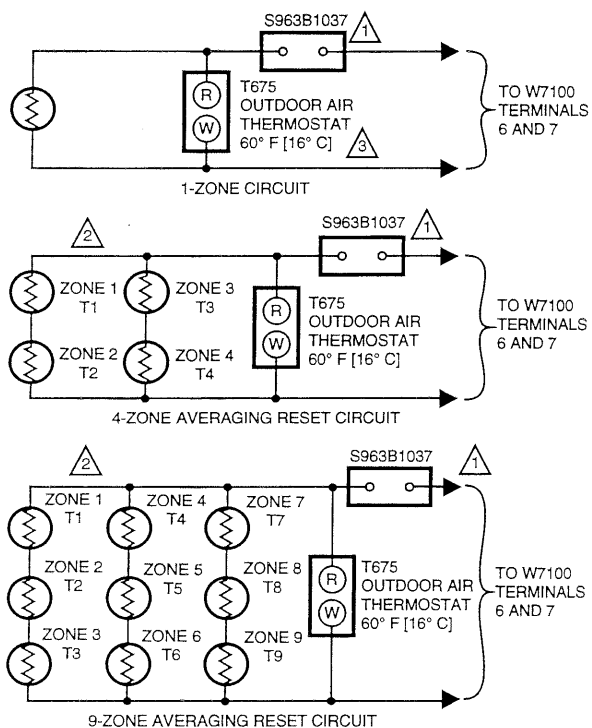 S963B1037
1
R
W
T675
OUTDOOR AIR
THERMOSTAT
60° F [16° C]
3
TO W7100
TERMINALS
6 AND 7
1-ZONE CIRCUIT
2
S963B1037
1
ZONE 1
T1
ZONE 3
T3
ZONE 2
T2
ZONE 4
T4
R
W
T675
OUTDOOR AIR
THERMOSTAT
60° F [16° C]
TO W7100
TERMINALS
6 AND 7
4-ZONE AVERAGING RESET CIRCUIT
2
S963B1037
1
ZONE 1
T1
ZONE 4
T4
ZONE 7
T7
ZONE 2
T2
ZONE 5
T5
ZONE 8
T8
ZONE 3
T3
ZONE 6
T6
ZONE 9
T9
R
W
T675
OUTDOOR AIR
THERMOSTAT
60° F [16° C]
TO W7100
TERMINALS
6 AND 7
9-ZONE AVERAGING RESET CIRCUIT